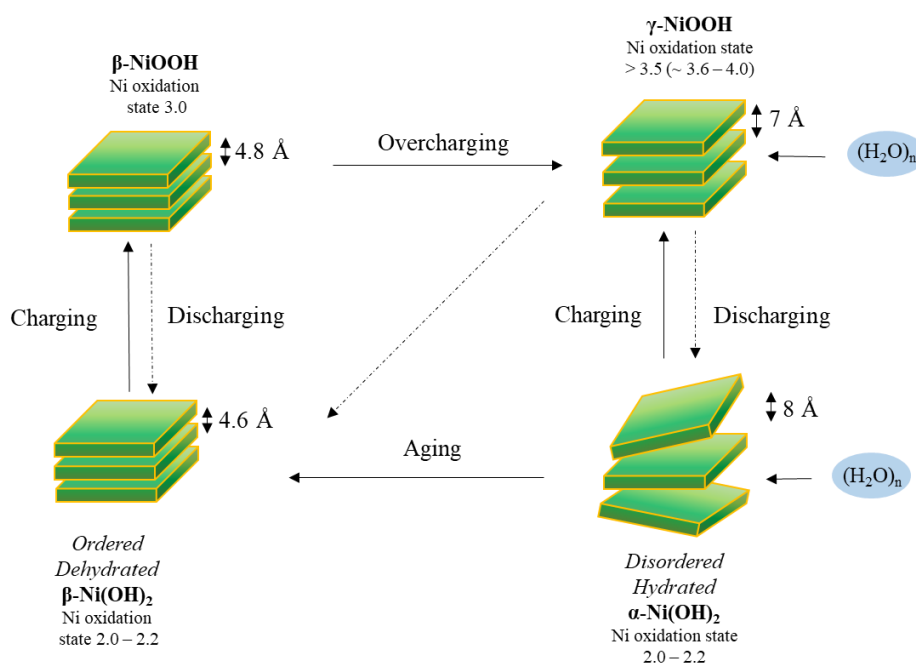 β-NiOOH
Ni oxidation
state 3.0
4.8 Å
Overcharging
γ-NiOOH
Ni oxidation state
> 3.5 (~ 3.6 – 4.0)
7 Å
(H₂O)ₙ
Charging
Discharging
Charging
Discharging
4.6 Å
Aging
8 Å
(H₂O)ₙ
Ordered
Dehydrated
β-Ni(OH)₂
Ni oxidation
state 2.0 – 2.2
Disordered
Hydrated
α-Ni(OH)₂
Ni oxidation state
2.0 – 2.2